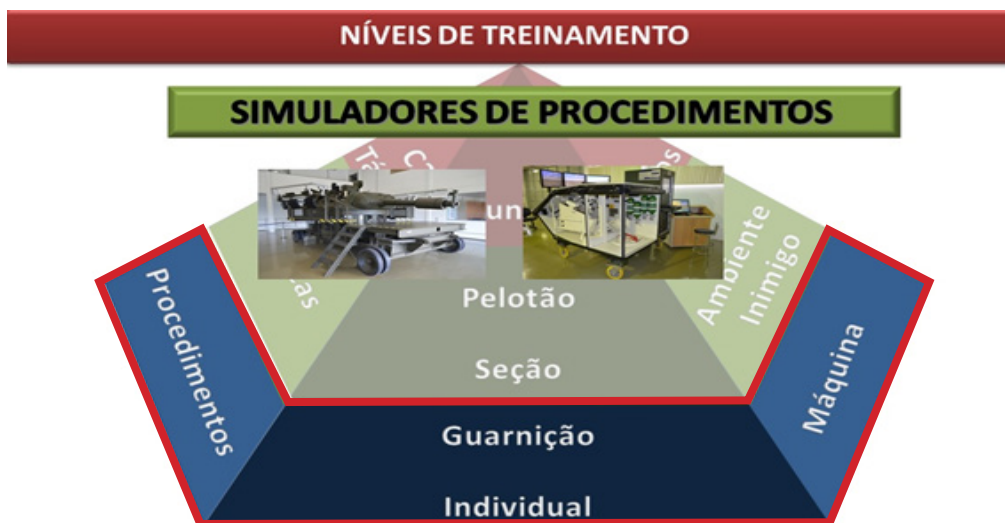 NÍVEIS DE TREINAMENTO
SIMULADORES DE PROCEDIMENTOS
Pelotão
Seção
Guarnição
Individual
Procedimentos
Ambiente
Inimigo
Máquina